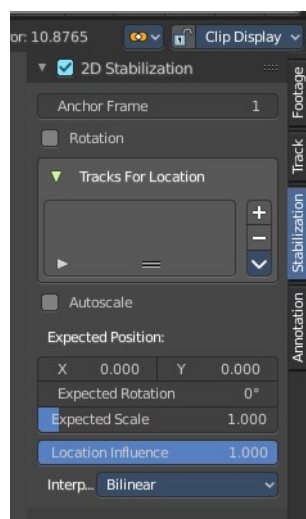 or: 10.8765 Clip Display
2D Stabilization
Anchor Frame 1
Rotation
Tracks For Location
Autoscale
Expected Position:
X 0.000 Y 0.000
Expected Rotation 0°
Expected Scale 1.000
Location Influence 1.000
Interp... Bilinear
Footage
Track
Stabilization
Annotation